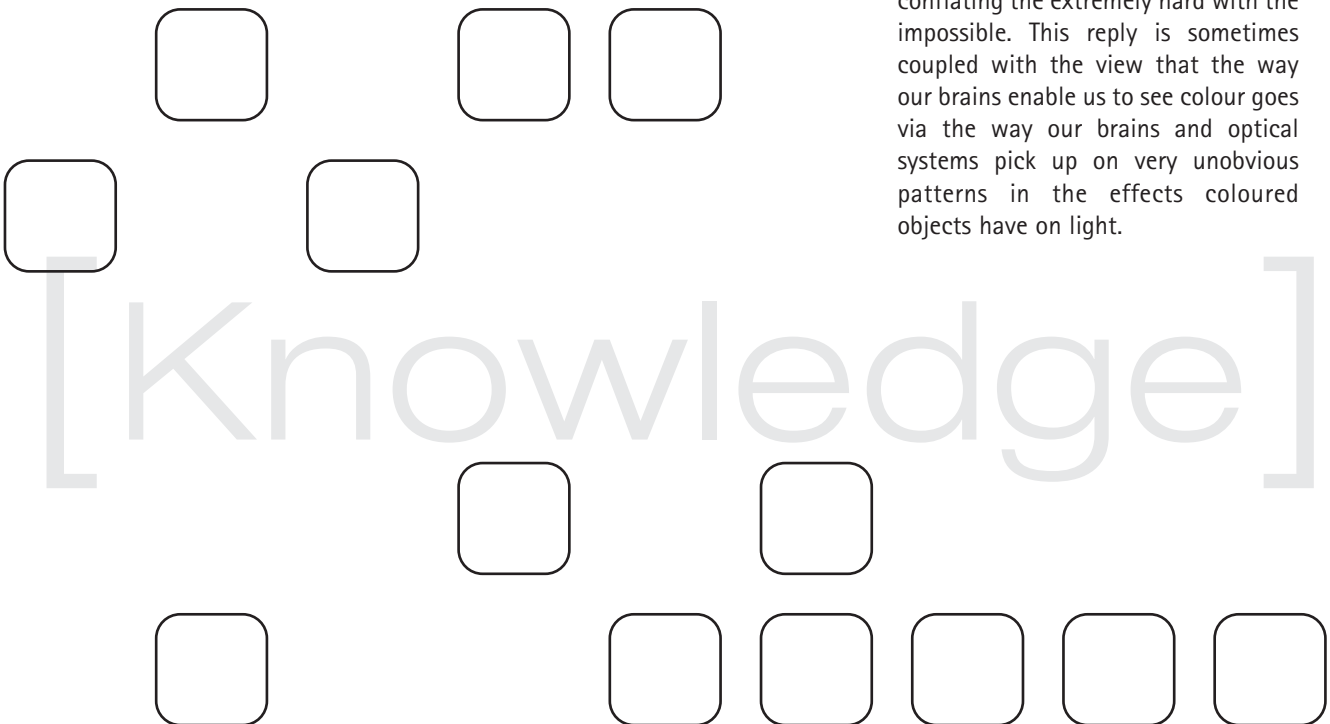 conflating the extremely hard with the
impossible. This reply is sometimes
coupled with the view that the way
our brains enable us to see colour goes
via the way our brains and optical
systems pick up on very unobvious
patterns in the effects coloured
objects have on light.
[Knowledge]